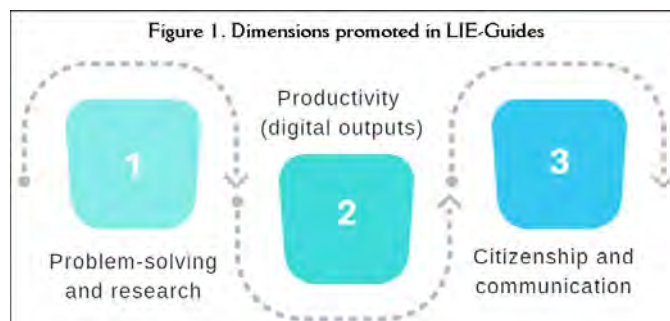 Figure 1. Dimensions promoted in LIE-Guides
1
Problem-solving
and research
Productivity
(digital outputs)
2
3
Citizenship and
communication